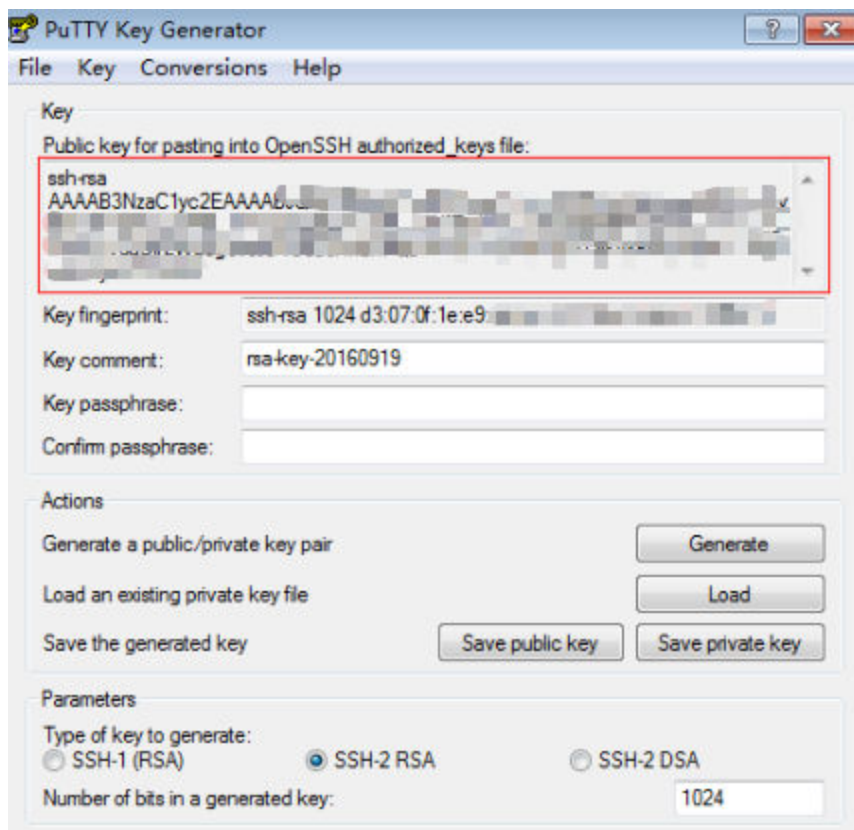 PuTTY Key Generator
File Key Conversions Help
Key
Public key for pasting into OpenSSH authorized_keys file:
ssh-rsa
Key fingerprint: ssh-rsa 1024 d3:07:0f:1e:e9:
Key comment: rsa-key-20160919
Key passphrase:
Confirm passphrase:
Actions
Generate a public/private key pair Generate
Load an existing private key file Load
Save the generated key Save public key Save private key
Parameters
Type of key to generate:
SSH-1 (RSA) SSH-2 RSA SSH-2 DSA
Number of bits in a generated key: 1024